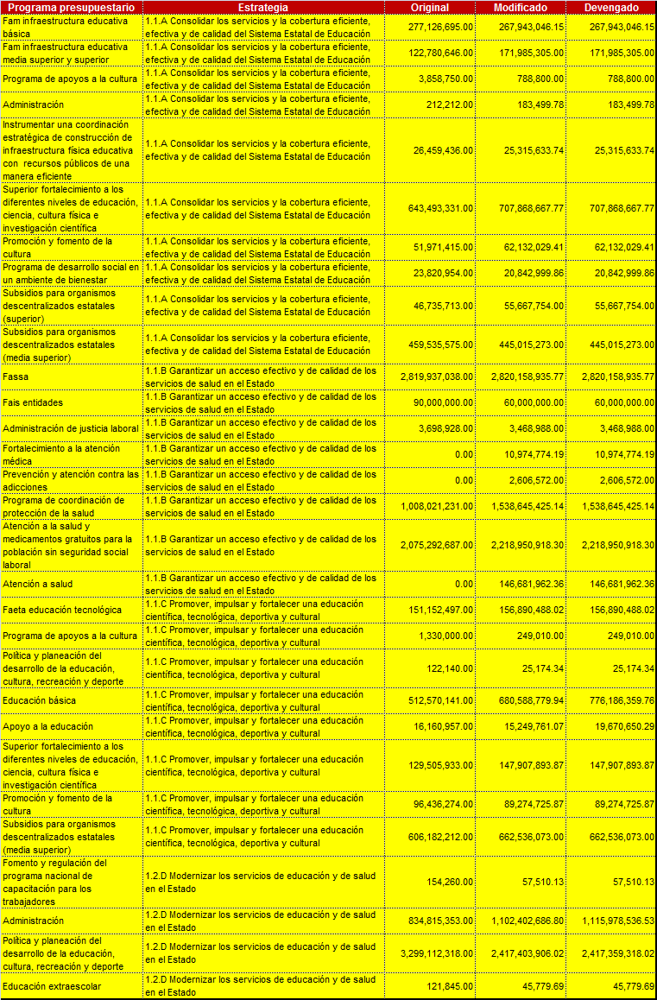 Programa presupuestario Estrategia Original Modificado Devengado
Fam infraestructura educativa
básica
1.1.A Consolidar los servicios y la cobertura eficiente,
efectiva y de calidad del Sistema Estatal de Educación
277,126,695.00 267,943,046.15 267,943,046.15
Fam infraestructura educativa
media superior y superior
1.1.A Consolidar los servicios y la cobertura eficiente,
efectiva y de calidad del Sistema Estatal de Educación
122,780,646.00 171,985,305.00 171,985,305.00
Programa de apoyos a la cultura
1.1.A Consolidar los servicios y la cobertura eficiente,
efectiva y de calidad del Sistema Estatal de Educación
3,858,750.00 788,800.00 788,800.00
Administración
1.1.A Consolidar los servicios y la cobertura eficiente,
efectiva y de calidad del Sistema Estatal de Educación
212,212.00 183,499.78 183,499.78
Instrumentar una coordinación
estratégica de construcción de
infraestructura física educativa
con recursos públicos de una
manera eficiente
1.1.A Consolidar los servicios y la cobertura eficiente,
efectiva y de calidad del Sistema Estatal de Educación
26,459,436.00 25,315,633.74 25,315,633.74
Superior fortalecimiento a los
diferentes niveles de educación,
ciencia, cultura física e
investigación científica
1.1.A Consolidar los servicios y la cobertura eficiente,
efectiva y de calidad del Sistema Estatal de Educación
643,493,331.00 707,868,667.77 707,868,667.77
Promoción y fomento de la
cultura
1.1.A Consolidar los servicios y la cobertura eficiente,
efectiva y de calidad del Sistema Estatal de Educación
51,971,415.00 62,132,029.41 62,132,029.41
Programa de desarrollo social en
un ambiente de bienestar
1.1.A Consolidar los servicios y la cobertura eficiente,
efectiva y de calidad del Sistema Estatal de Educación
23,820,954.00 20,842,999.86 20,842,999.86
Subsidios para organismos
descentralizados estatales
(superior)
1.1.A Consolidar los servicios y la cobertura eficiente,
efectiva y de calidad del Sistema Estatal de Educación
46,735,713.00 55,667,754.00 55,667,754.00
Subsidios para organismos
descentralizados estatales
(media superior)
1.1.A Consolidar los servicios y la cobertura eficiente,
efectiva y de calidad del Sistema Estatal de Educación
459,535,575.00 445,015,273.00 445,015,273.00
Fassa
1.1.B Garantizar un acceso efectivo y de calidad de los
servicios de salud en el Estado
2,819,937,038.00 2,820,158,935.77 2,820,158,935.77
Fais entidades
1.1.B Garantizar un acceso efectivo y de calidad de los
servicios de salud en el Estado
90,000,000.00 60,000,000.00 60,000,000.00
Administración de justicia laboral
1.1.B Garantizar un acceso efectivo y de calidad de los
servicios de salud en el Estado
3,698,928.00 3,468,988.00 3,468,988.00
Fortalecimiento a la atención
médica
1.1.B Garantizar un acceso efectivo y de calidad de los
servicios de salud en el Estado
0.00 10,974,774.19 10,974,774.19
Prevención y atención contra las
adicciones
1.1.B Garantizar un acceso efectivo y de calidad de los
servicios de salud en el Estado
0.00 2,606,572.00 2,606,572.00
Programa de coordinación de
protección de la salud
1.1.B Garantizar un acceso efectivo y de calidad de los
servicios de salud en el Estado
1,008,021,231.00 1,538,645,425.14 1,538,645,425.14
Atención a la salud y
medicamentos gratuitos para la
población sin seguridad social
laboral
1.1.B Garantizar un acceso efectivo y de calidad de los
servicios de salud en el Estado
2,075,292,687.00 2,218,950,918.30 2,218,950,918.30
Atención a salud
1.1.B Garantizar un acceso efectivo y de calidad de los
servicios de salud en el Estado
0.00 146,681,962.36 146,681,962.36
Faeta educación tecnológica
1.1.C Promover, impulsar y fortalecer una educación
científica, tecnológica, deportiva y cultural
151,152,497.00 156,890,488.02 156,890,488.02
Programa de apoyos a la cultura
1.1.C Promover, impulsar y fortalecer una educación
científica, tecnológica, deportiva y cultural
1,330,000.00 249,010.00 249,010.00
Política y planeación del
desarrollo de la educación,
cultura, recreación y deporte
1.1.C Promover, impulsar y fortalecer una educación
científica, tecnológica, deportiva y cultural
122,140.00 25,174.34 25,174.34
Educación básica
1.1.C Promover, impulsar y fortalecer una educación
científica, tecnológica, deportiva y cultural
512,570,141.00 680,588,779.94 776,186,359.76
Apoyo a la educación
1.1.C Promover, impulsar y fortalecer una educación
científica, tecnológica, deportiva y cultural
16,160,957.00 15,249,761.07 19,670,650.29
Superior fortalecimiento a los
diferentes niveles de educación,
ciencia, cultura física e
investigación científica
1.1.C Promover, impulsar y fortalecer una educación
científica, tecnológica, deportiva y cultural
129,505,933.00 147,907,893.87 147,907,893.87
Promoción y fomento de la
cultura
1.1.C Promover, impulsar y fortalecer una educación
científica, tecnológica, deportiva y cultural
96,436,274.00 89,274,725.87 89,274,725.87
Subsidios para organismos
descentralizados estatales
(media superior)
1.1.C Promover, impulsar y fortalecer una educación
científica, tecnológica, deportiva y cultural
606,182,212.00 662,536,073.00 662,536,073.00
Fomento y regulación del
programa nacional de
capacitación para los
trabajadores
1.2.D Modernizar los servicios de educación y de salud
en el Estado
154,260.00 57,510.13 57,510.13
Administración
1.2.D Modernizar los servicios de educación y de salud
en el Estado
834,815,353.00 1,102,402,686.80 1,115,978,536.53
Política y planeación del
desarrollo de la educación,
cultura, recreación y deporte
1.2.D Modernizar los servicios de educación y de salud
en el Estado
3,299,112,318.00 2,417,403,906.02 2,417,359,318.02
Educación extraescolar
1.2.D Modernizar los servicios de educación y de salud
en el Estado
121,845.00 45,779.69 45,779.69